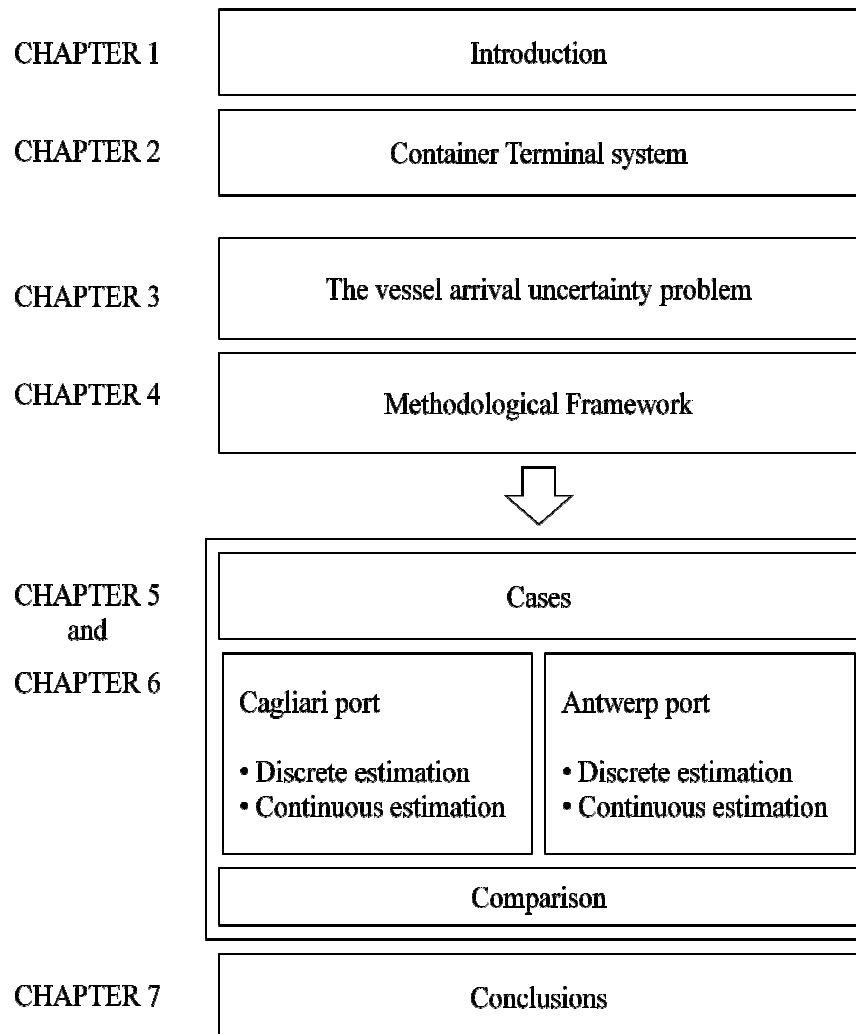 CHAPTER 1
Introduction
CHAPTER 2
Container Terminal system
CHAPTER 3
The vessel arrival uncertainty problem
CHAPTER 4
Methodological Framework
CHAPTER 5
and
CHAPTER 6
Cases
Cagliari port
• Discrete estimation
• Continuous estimation
Antwerp port
• Discrete estimation
• Continuous estimation
Comparison
CHAPTER 7
Conclusions